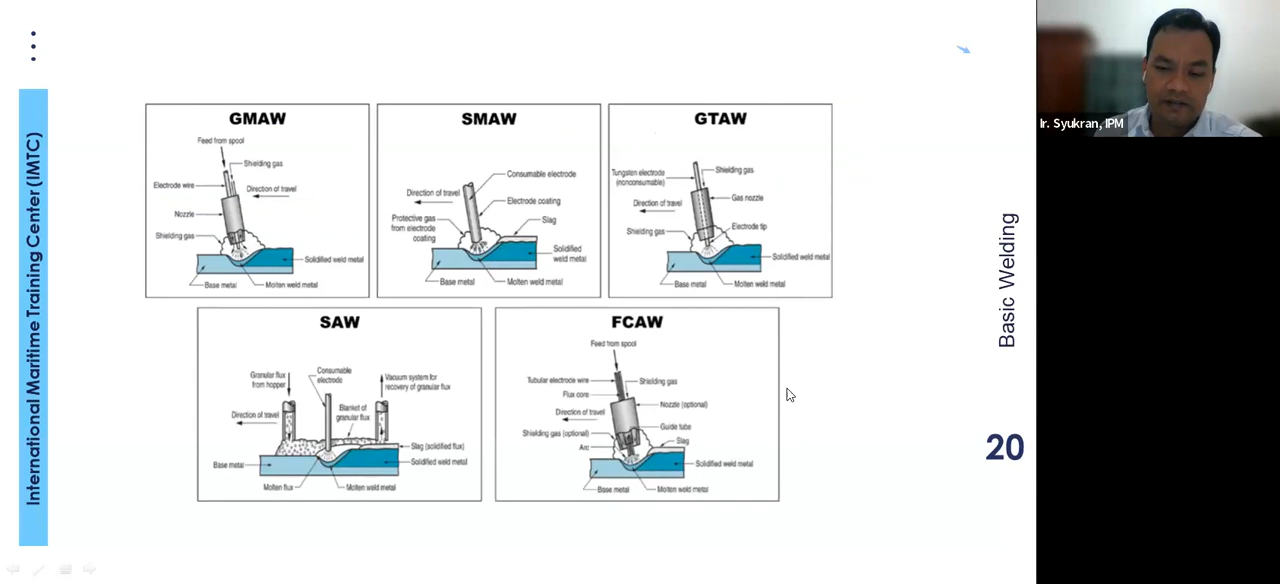 International Maritime Training Center (IMTC)
GMAW
Feed from spool
Shielding gas
Electrode wire
Direction of travel
Nozzle
Shielding gas
Solidified weld metal
Base metal
Molten weld metal
SMAW
Consumable electrode
Direction of travel
Electrode coating
Protective gas
from electrode
coating
Slag
Solidified
weld metal
Base metal
Molten weld metal
GTAW
Tungsten electrode
(nonconsumable)
Shielding gas
Gas nozzle
Direction of travel
Shielding gas
Electrode tip
Solidified weld metal
Base metal
Molten weld metal
SAW
Granular flux
from hopper
Consumable
electrode
Vacuum system for
recovery of granular flux
Direction of travel
Blanket of
granular flux
Slag (solidified flux)
Base metal
Solidified weld metal
Molten flux
Molten weld metal
FCAW
Feed from spool
Tubular electrode wire
Shielding gas
Flux core
Nozzle (optional)
Direction of travel
Guide tube
Shielding gas (optional)
Slag
Arc
Solidified weld metal
Base metal
Molten weld metal
Basic Welding
20
Ir. Syukran, IPM